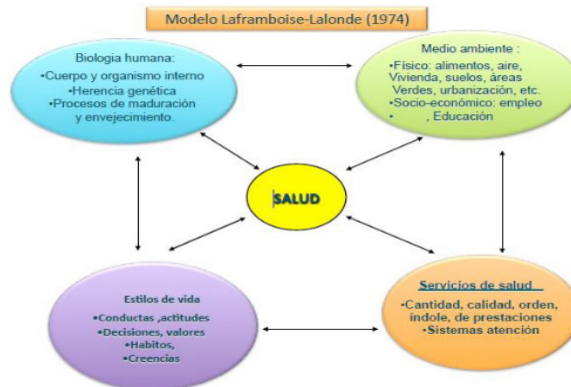 Modelo Laframboise-Lalonde (1974)
Biologia humana:
•Cuerpo y organismo interno
•Herencia genética
•Procesos de maduración
y envejecimiento.
Medio ambiente :
•Físico: alimentos, aire,
Vivienda, suelos, áreas
Verdes, urbanización, etc.
•Socio-económico: empleo
• , Educación
SALUD
Estilos de vida
•Conductas ,actitudes
•Decisiones, valores
•Habitos,
•Creencias
Servicios de salud
•Cantidad, calidad, orden,
índole, de prestaciones
•Sistemas atención